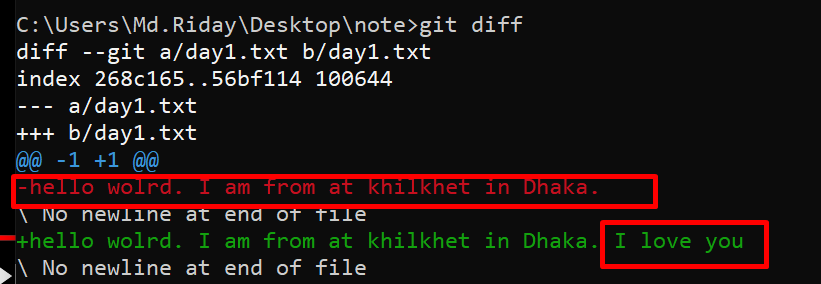 C:\Users\Md.Riday\Desktop\note>git diff
diff --git a/day1.txt b/day1.txt
index 268c165..56bf114 100644
--- a/day1.txt
+++ b/day1.txt
@@ -1 +1 @@
-hello wolrd. I am from at khilkhet in Dhaka.
\ No newline at end of file
+hello wolrd. I am from at khilkhet in Dhaka. I love you
\ No newline at end of file